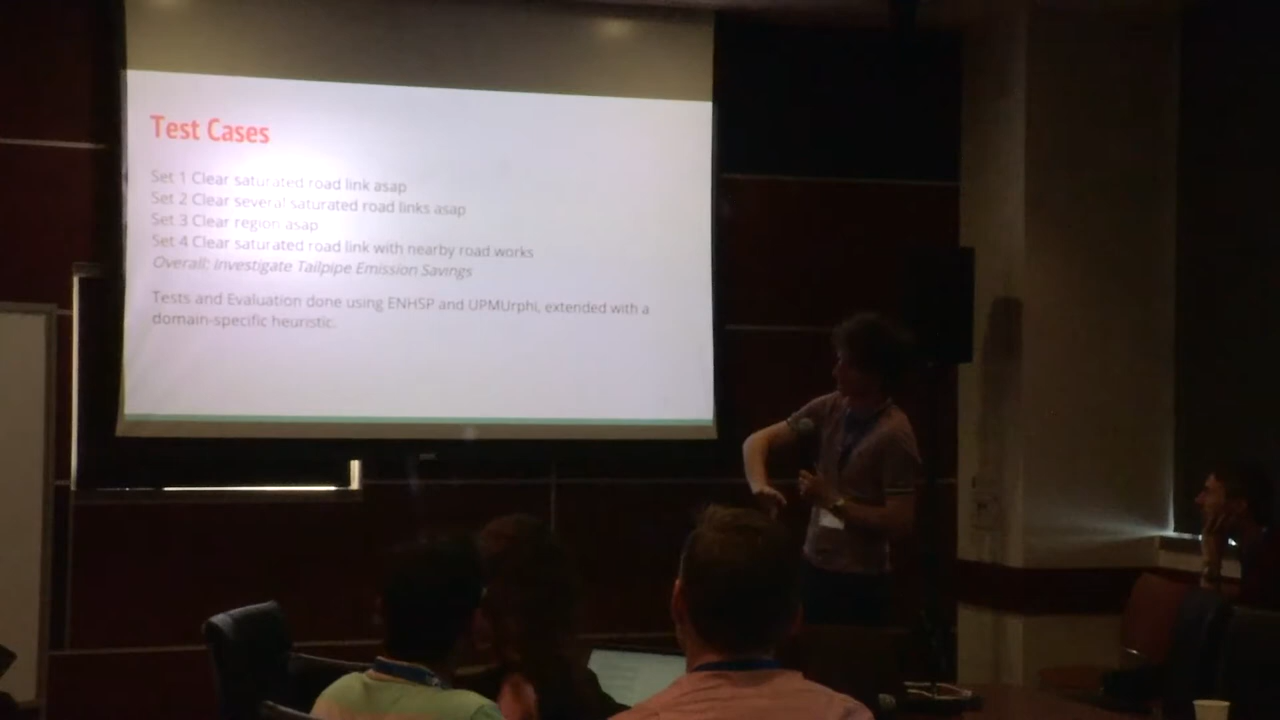 Test Cases
Set 1 Clear saturated road link asap
Set 2 Clear several saturated road links asap
Set 3 Clear region asap
Set 4 Clear saturated road link with nearby road works
Overall: Investigate Tailpipe Emission Savings
Tests and Evaluation done using ENHSP and UPMUrphi, extended with a
domain-specific heuristic.